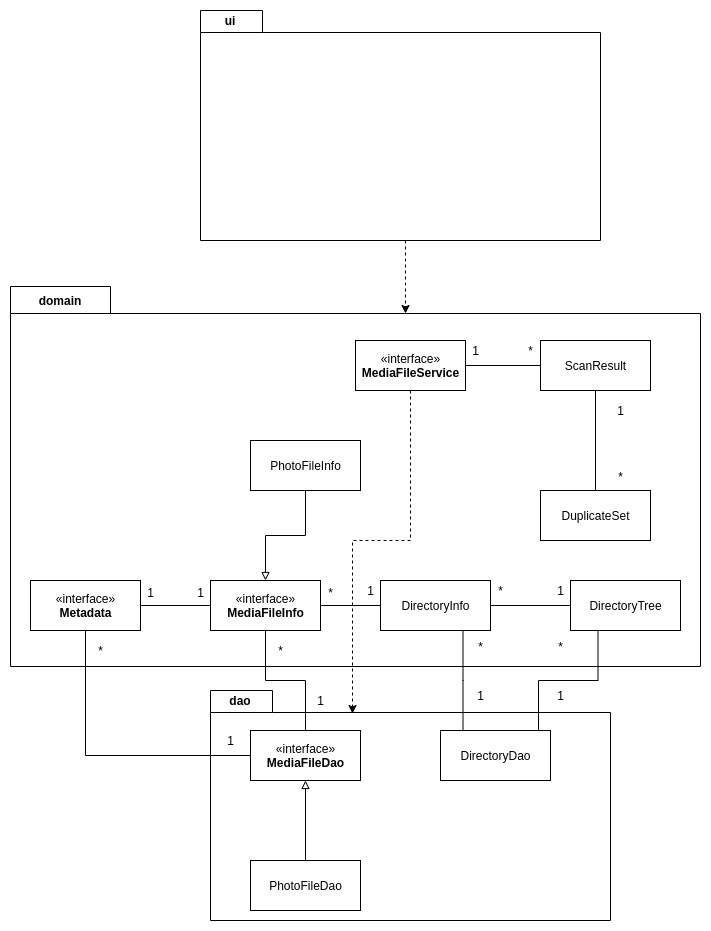 ui
domain
«interface»
MediaFileService
1
*
ScanResult
1
PhotoFileInfo
*
DuplicateSet
«interface»
Metadata
1
1
«interface»
MediaFileInfo
*
1
DirectoryInfo
*
1
DirectoryTree
*
*
*
*
dao
1
1
1
1
«interface»
MediaFileDao
DirectoryDao
PhotoFileDao